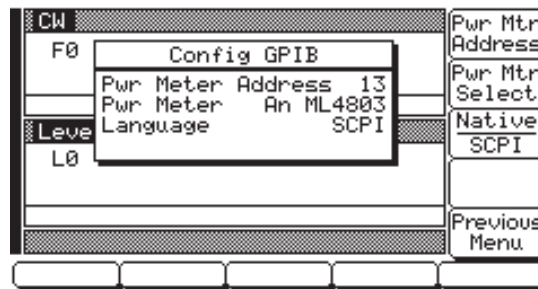 CW
F0
Config GPIB
Pwr Meter Address 13
Pwr Meter An ML4803
Language SCPI
Leve
L0
Pwr Mtr
Address
Pwr Mtr
Select
Native
SCPI
Previous
Menu